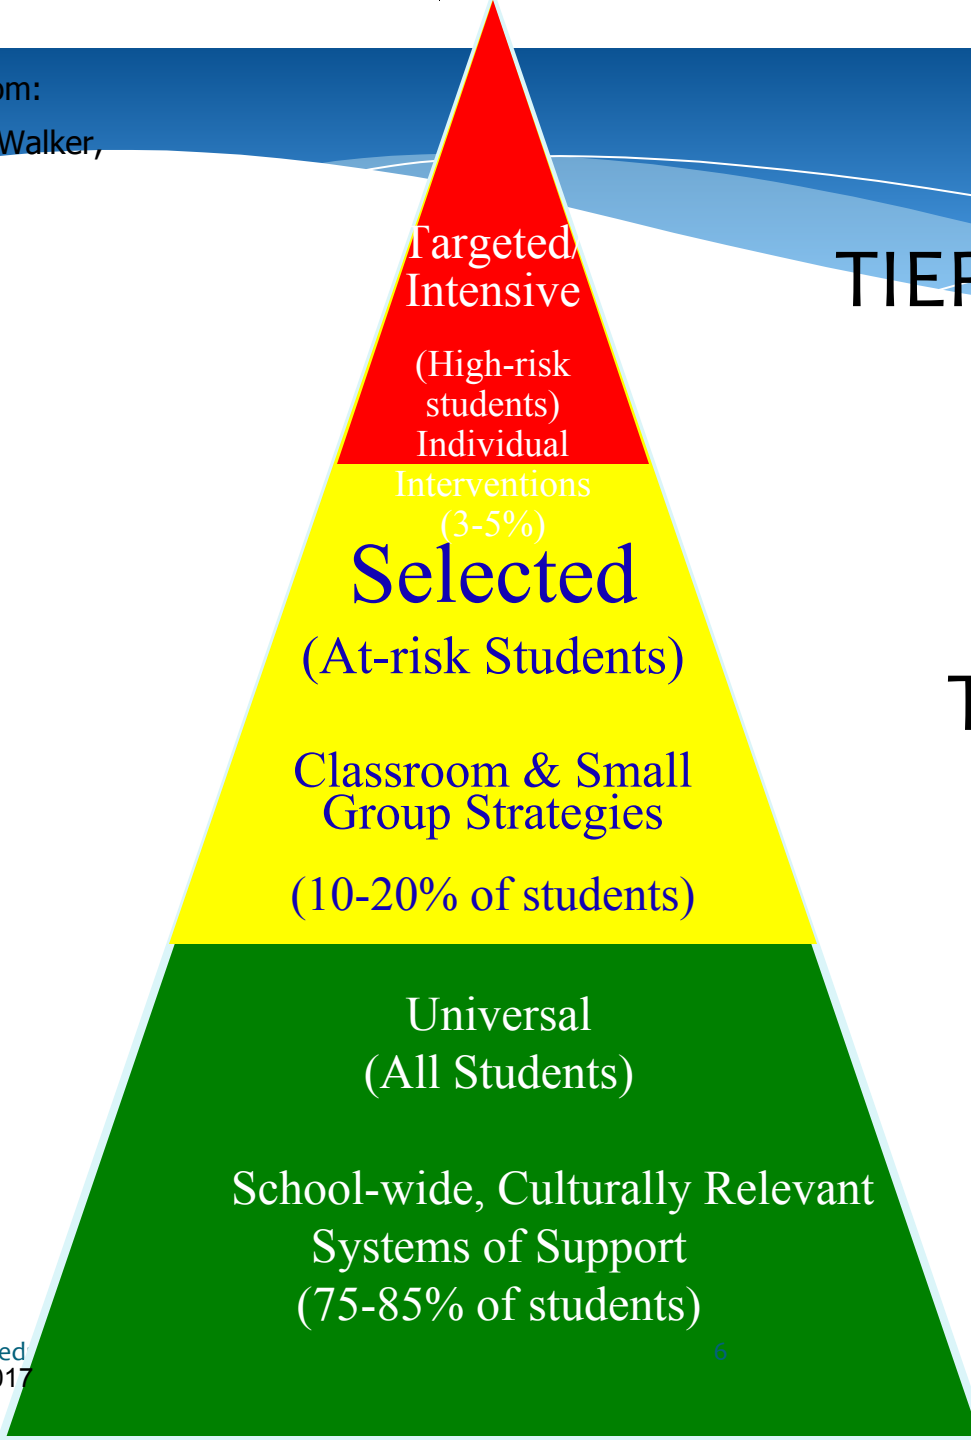 om:
Walker,
Targeted/
Intensive
TIER
(High-risk
students)
Individual
Interventions
(3-5%)
Selected
(At-risk Students)
T
Classroom & Small
Group Strategies
(10-20% of students)
Universal
(All Students)
School-wide, Culturally Relevant
Systems of Support
(75-85% of students)
ed
6
017